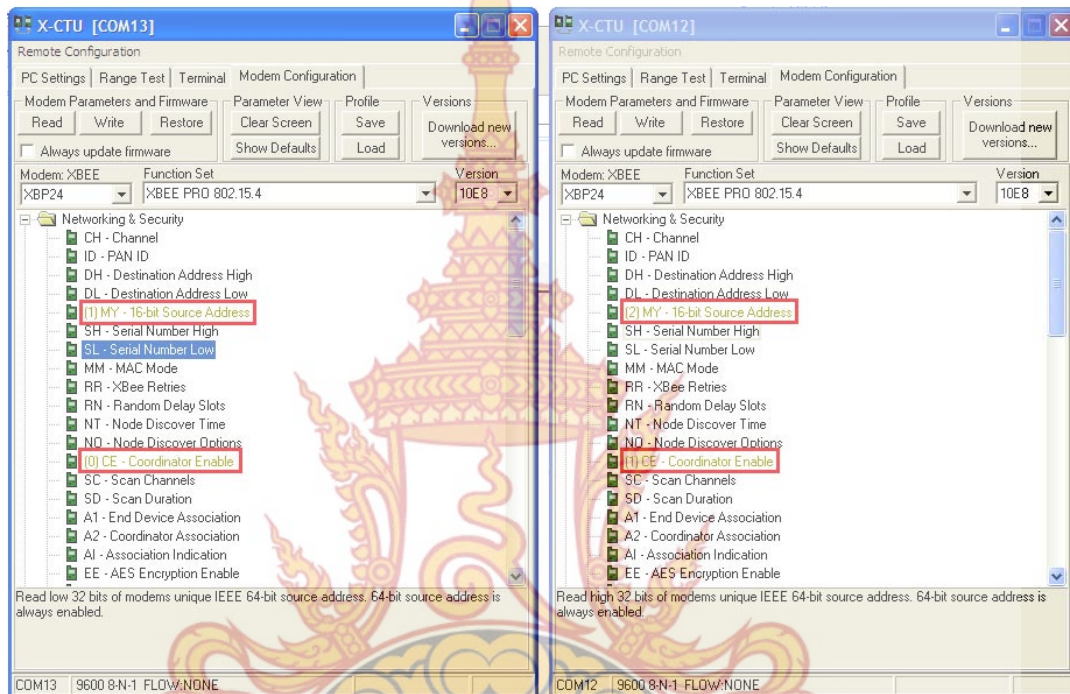 X-CTU [COM13]
Remote Configuration
PC Settings Range Test Terminal Modem Configuration
Modem Parameters and Firmware Parameter View Profile Versions
Read Write Restore Clear Screen Save Download new versions...
Always update firmware Show Defaults Load
Modem: XBEE Function Set Version
XBP24 XBEE PRO 802.15.4 10E8
Networking & Security
CH - Channel
ID - PAN ID
DH - Destination Address High
DL - Destination Address Low
(1) MY - 16-bit Source Address
SH - Serial Number High
SL - Serial Number Low
MM - MAC Mode
RR - XBee Retries
RN - Random Delay Slots
NT - Node Discover Time
NO - Node Discover Options
(0) CE - Coordinator Enable
SC - Scan Channels
SD - Scan Duration
A1 - End Device Association
A2 - Coordinator Association
AI - Association Indication
EE - AES Encryption Enable
Read low 32 bits of modems unique IEEE 64-bit source address. 64-bit source address is
always enabled.
COM13 9600 8-N-1 FLOW:NONE
X-CTU [COM12]
Remote Configuration
PC Settings Range Test Terminal Modem Configuration
Modem Parameters and Firmware Parameter View Profile Versions
Read Write Restore Clear Screen Save Download new versions...
Always update firmware Show Defaults Load
Modem: XBEE Function Set Version
XBP24 XBEE PRO 802.15.4 10E8
Networking & Security
CH - Channel
ID - PAN ID
DH - Destination Address High
DL - Destination Address Low
(2) MY - 16-bit Source Address
SH - Serial Number High
SL - Serial Number Low
MM - MAC Mode
RR - XBee Retries
RN - Random Delay Slots
NT - Node Discover Time
NO - Node Discover Options
(1) CE - Coordinator Enable
SC - Scan Channels
SD - Scan Duration
A1 - End Device Association
A2 - Coordinator Association
AI - Association Indication
EE - AES Encryption Enable
Read high 32 bits of modems unique IEEE 64-bit source address. 64-bit source address is
always enabled.
COM12 9600 8-N-1 FLOW:NONE